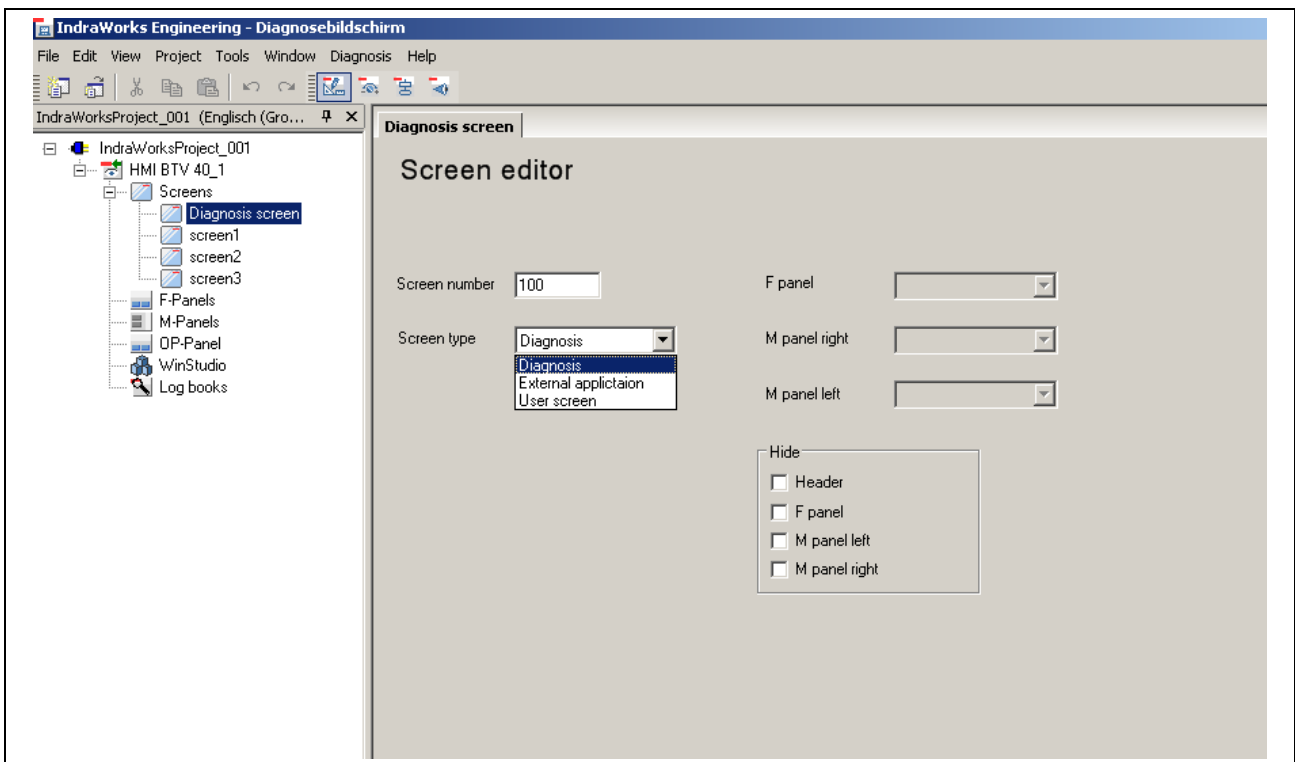 IndraWorks Engineering - Diagnosebildschirm
File Edit View Project Tools Window Diagnosis Help
IndraWorksProject_001 (Englisch (Gro...
IndraWorksProject_001
HMI BTV 40_1
Screens
Diagnosis screen
screen1
screen2
screen3
F-Panels
M-Panels
OP-Panel
WinStudio
Log books
Diagnosis screen
Screen editor
Screen number 100
Screen type Diagnosis
Diagnosis
External applictaion
User screen
F panel
M panel right
M panel left
Hide
Header
F panel
M panel left
M panel right